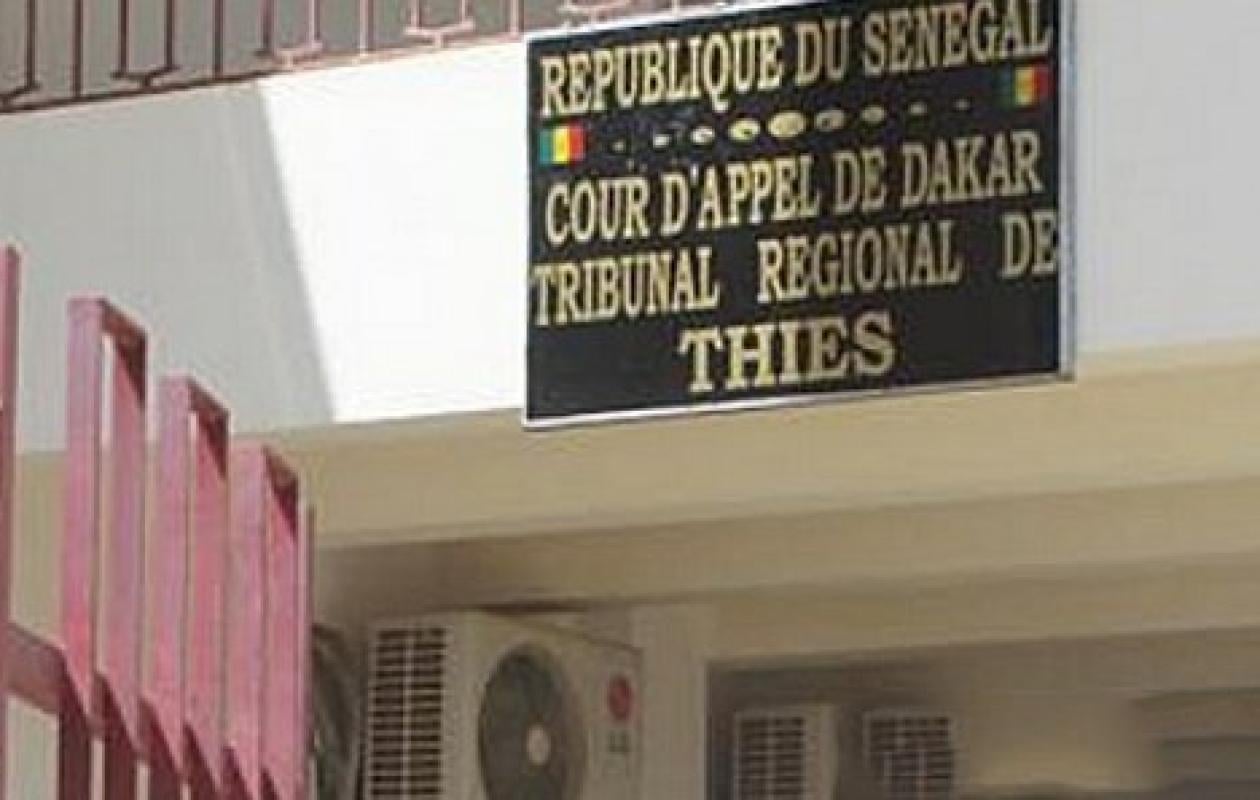 REPUBLIQUE DU SENEGAL
COUR D'APPEL DE DAKAR
TRIBUNAL REGIONAL DE
THIES